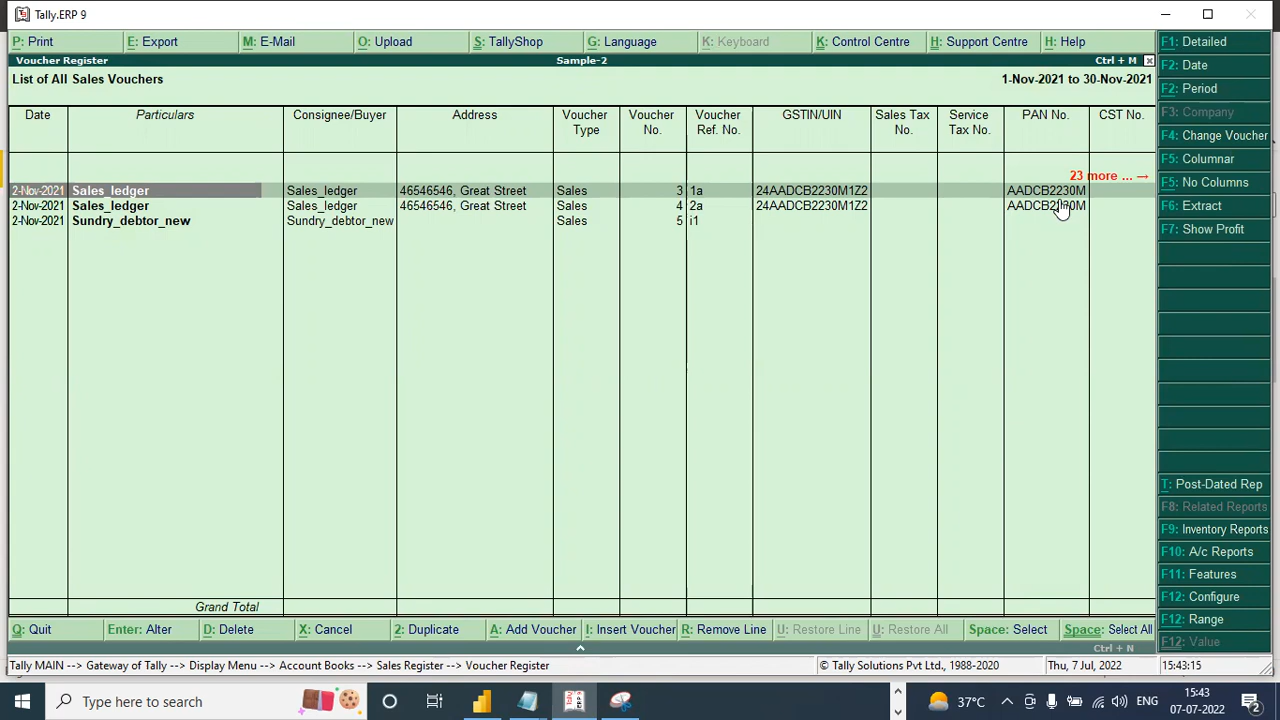 Tally.ERP 9
P: Print E: Export M: E-Mail O: Upload S: TallyShop G: Language K: Keyboard K: Control Centre H: Support Centre H: Help
Voucher Register Sample-2 Ctrl + M
List of All Sales Vouchers 1-Nov-2021 to 30-Nov-2021
Date Particulars Consignee/Buyer Address Voucher Type Voucher No. Voucher Ref. No. GSTIN/UIN Sales Tax No. Service Tax No. PAN No. CST No.
23 more ... →
2-Nov-2021 Sales_ledger Sales_ledger 46546546, Great Street Sales 3 1a 24AADCB2230M1Z2 AADCB2230M
2-Nov-2021 Sales_ledger Sales_ledger 46546546, Great Street Sales 4 2a 24AADCB2230M1Z2 AADCB2230M
2-Nov-2021 Sundry_debtor_new Sundry_debtor_new Sales 5 i1
Grand Total
F1: Detailed
F2: Date
F2: Period
F3: Company
F4: Change Voucher
F5: Columnar
F5: No Columns
F6: Extract
F7: Show Profit
T: Post-Dated Rep
F8: Related Reports
F9: Inventory Reports
F10: A/c Reports
F11: Features
F12: Configure
F12: Range
F12: Value
Q: Quit Enter: Alter D: Delete X: Cancel 2: Duplicate A: Add Voucher I: Insert Voucher R: Remove Line U: Restore Line U: Restore All Space: Select Space: Select All
Ctrl + N
Tally MAIN --> Gateway of Tally --> Display Menu --> Account Books --> Sales Register --> Voucher Register © Tally Solutions Pvt Ltd., 1988-2020 Thu, 7 Jul, 2022 15:43:15
Type here to search 37°C ENG 15:43
07-07-2022 2